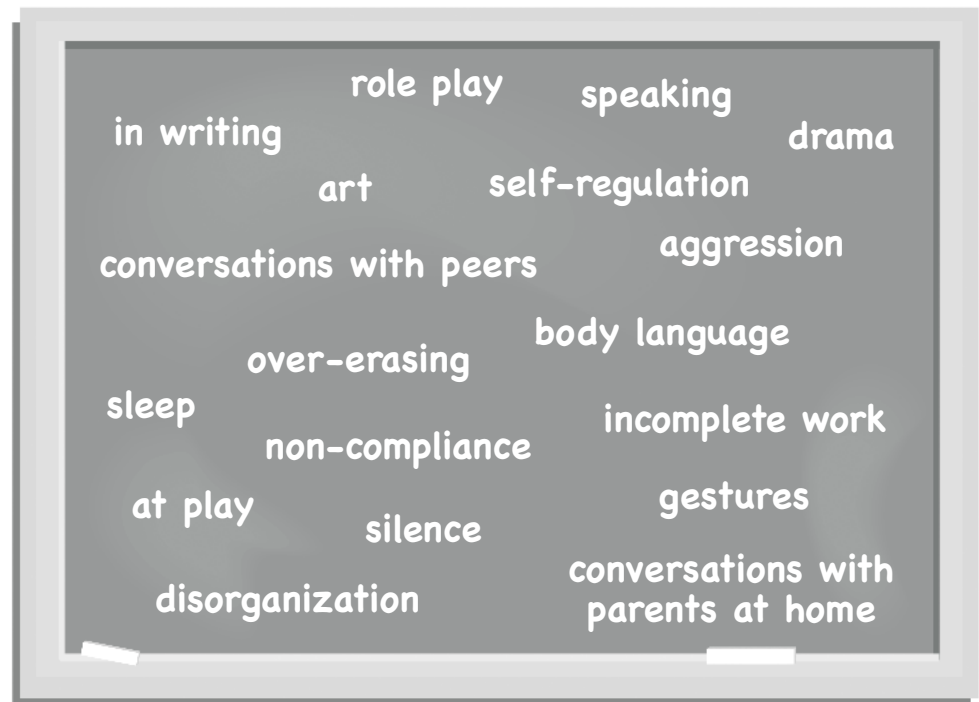 role play
speaking
in writing
drama
art
self-regulation
aggression
conversations with peers
body language
over-erasing
sleep
incomplete work
non-compliance
gestures
at play
silence
conversations with
parents at home
disorganization